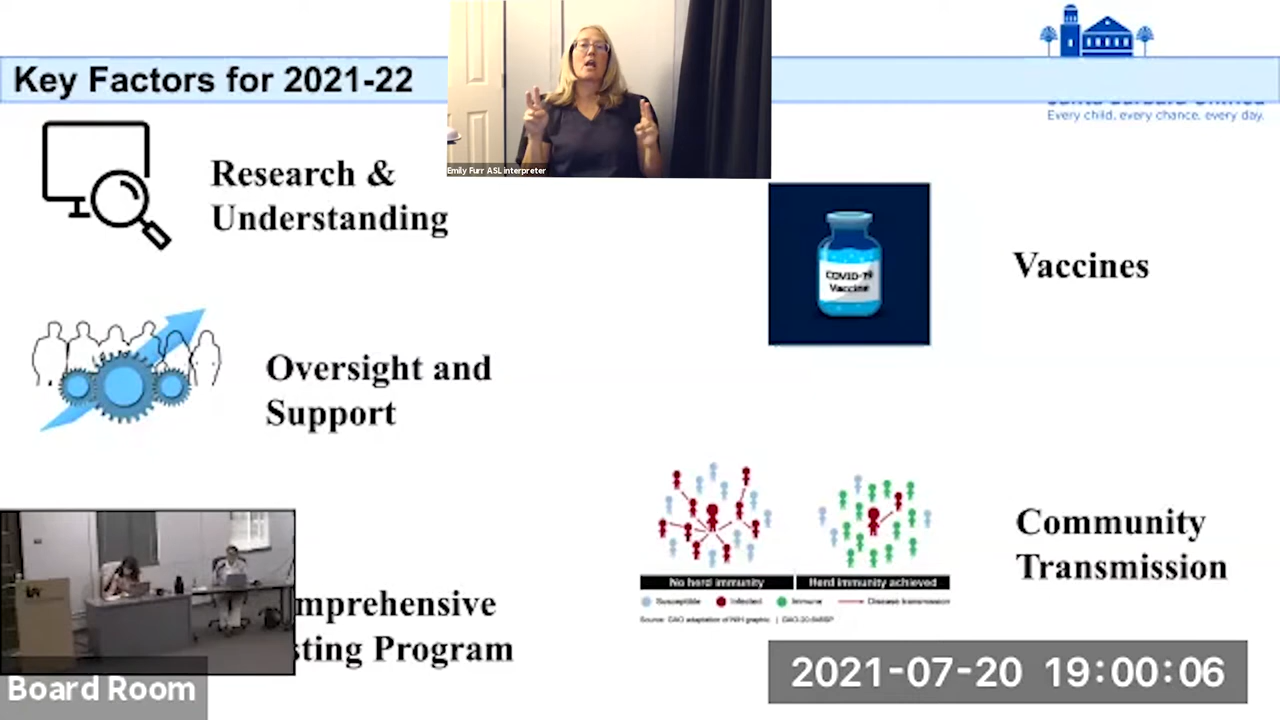 Key Factors for 2021-22
Emily Furr ASL interpreter
Every child, every chance, every day.
Research &
Understanding
COVID-19
Vaccine
Vaccines
Oversight and
Support
Community
Transmission
No herd immunity
Herd immunity achieved
Susceptible
Infected
Immune
Disease transmission
mprehensive
sting Program
Board Room
2021-07-20 19:00:06